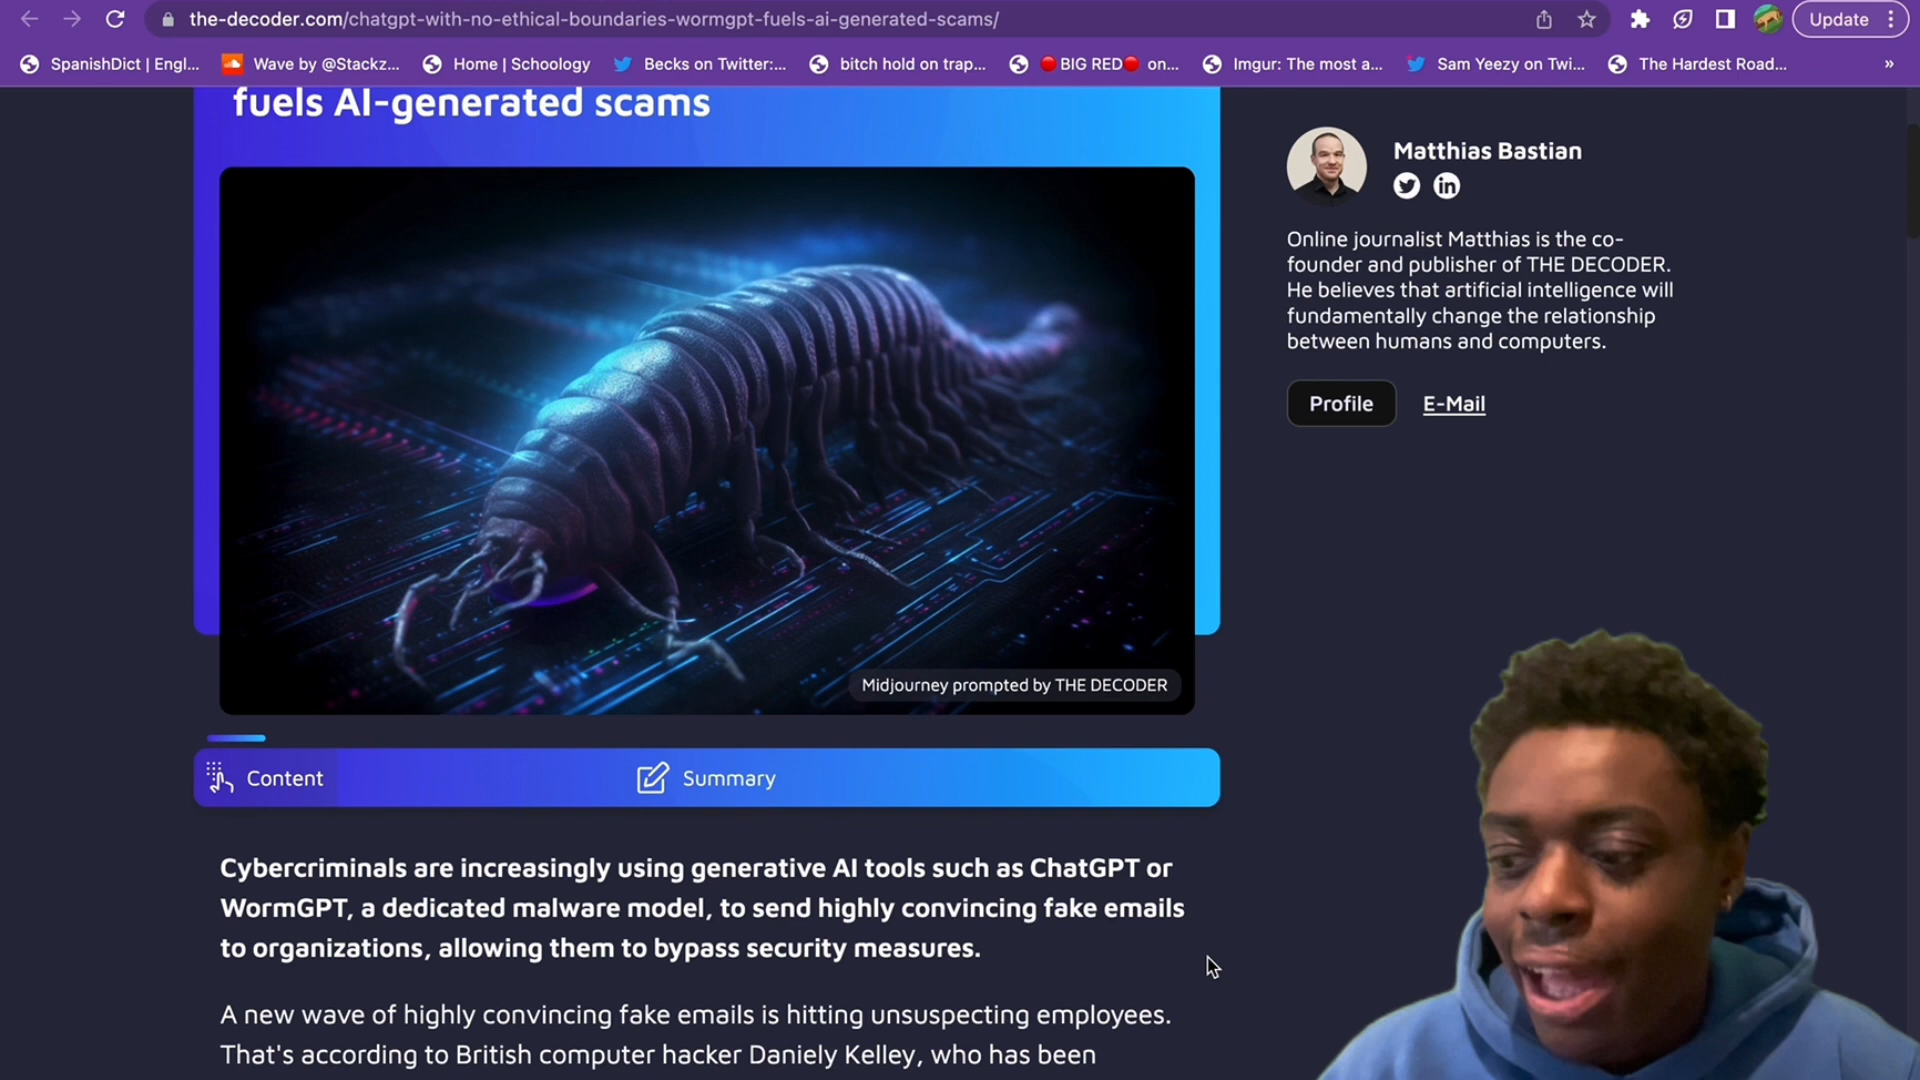 the-decoder.com/chatgpt-with-no-ethical-boundaries-wormgpt-fuels-ai-generated-scams/
Update
SpanishDict | Engl...
Wave by @Stackz...
Home | Schoology
Becks on Twitter:...
bitch hold on trap...
BIG RED on...
Imgur: The most a...
Sam Yeezy on Twi...
The Hardest Road...
»
fuels AI-generated scams
Midjourney prompted by THE DECODER
Content
Summary
Cybercriminals are increasingly using generative AI tools such as ChatGPT or
WormGPT, a dedicated malware model, to send highly convincing fake emails
to organizations, allowing them to bypass security measures.
A new wave of highly convincing fake emails is hitting unsuspecting employees.
That's according to British computer hacker Daniely Kelley, who has been
Matthias Bastian
in
Online journalist Matthias is the co-
founder and publisher of THE DECODER.
He believes that artificial intelligence will
fundamentally change the relationship
between humans and computers.
Profile
E-Mail